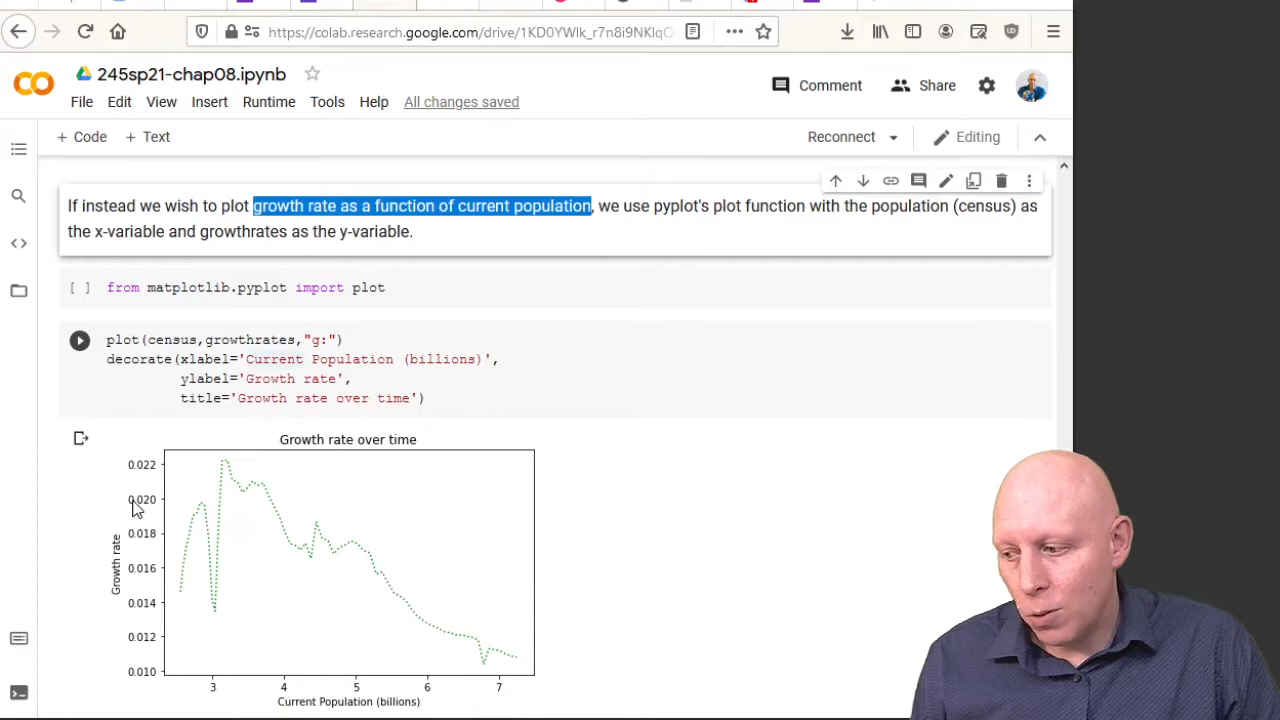 https://colab.research.google.com/drive/1KD0YWlk_r7n8i9NKlqO
CO
245sp21-chap08.ipynb
Comment
Share
File Edit View Insert Runtime Tools Help All changes saved
+ Code + Text
Reconnect
Editing
If instead we wish to plot growth rate as a function of current population, we use pyplot's plot function with the population (census) as
the x-variable and growthrates as the y-variable.
[ ] from matplotlib.pyplot import plot
plot(census,growthrates,"g:")
decorate(xlabel='Current Population (billions)',
ylabel='Growth rate',
title='Growth rate over time')
Growth rate over time
0.022
0.020
0.018
0.016
0.014
0.012
0.010
Growth rate
3 4 5 6 7
Current Population (billions)